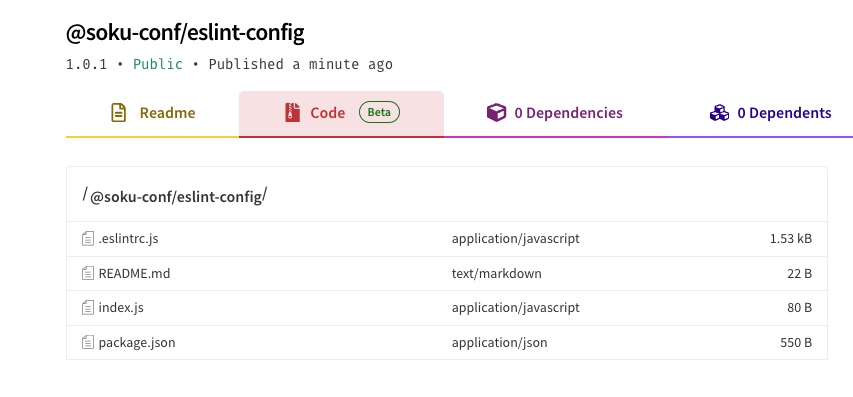 @soku-conf/eslint-config
1.0.1 • Public • Published a minute ago
Readme Code Beta 0 Dependencies 0 Dependents
/@soku-conf/eslint-config/
.eslintrc.js application/javascript 1.53 kB
README.md text/markdown 22 B
index.js application/javascript 80 B
package.json application/json 550 B